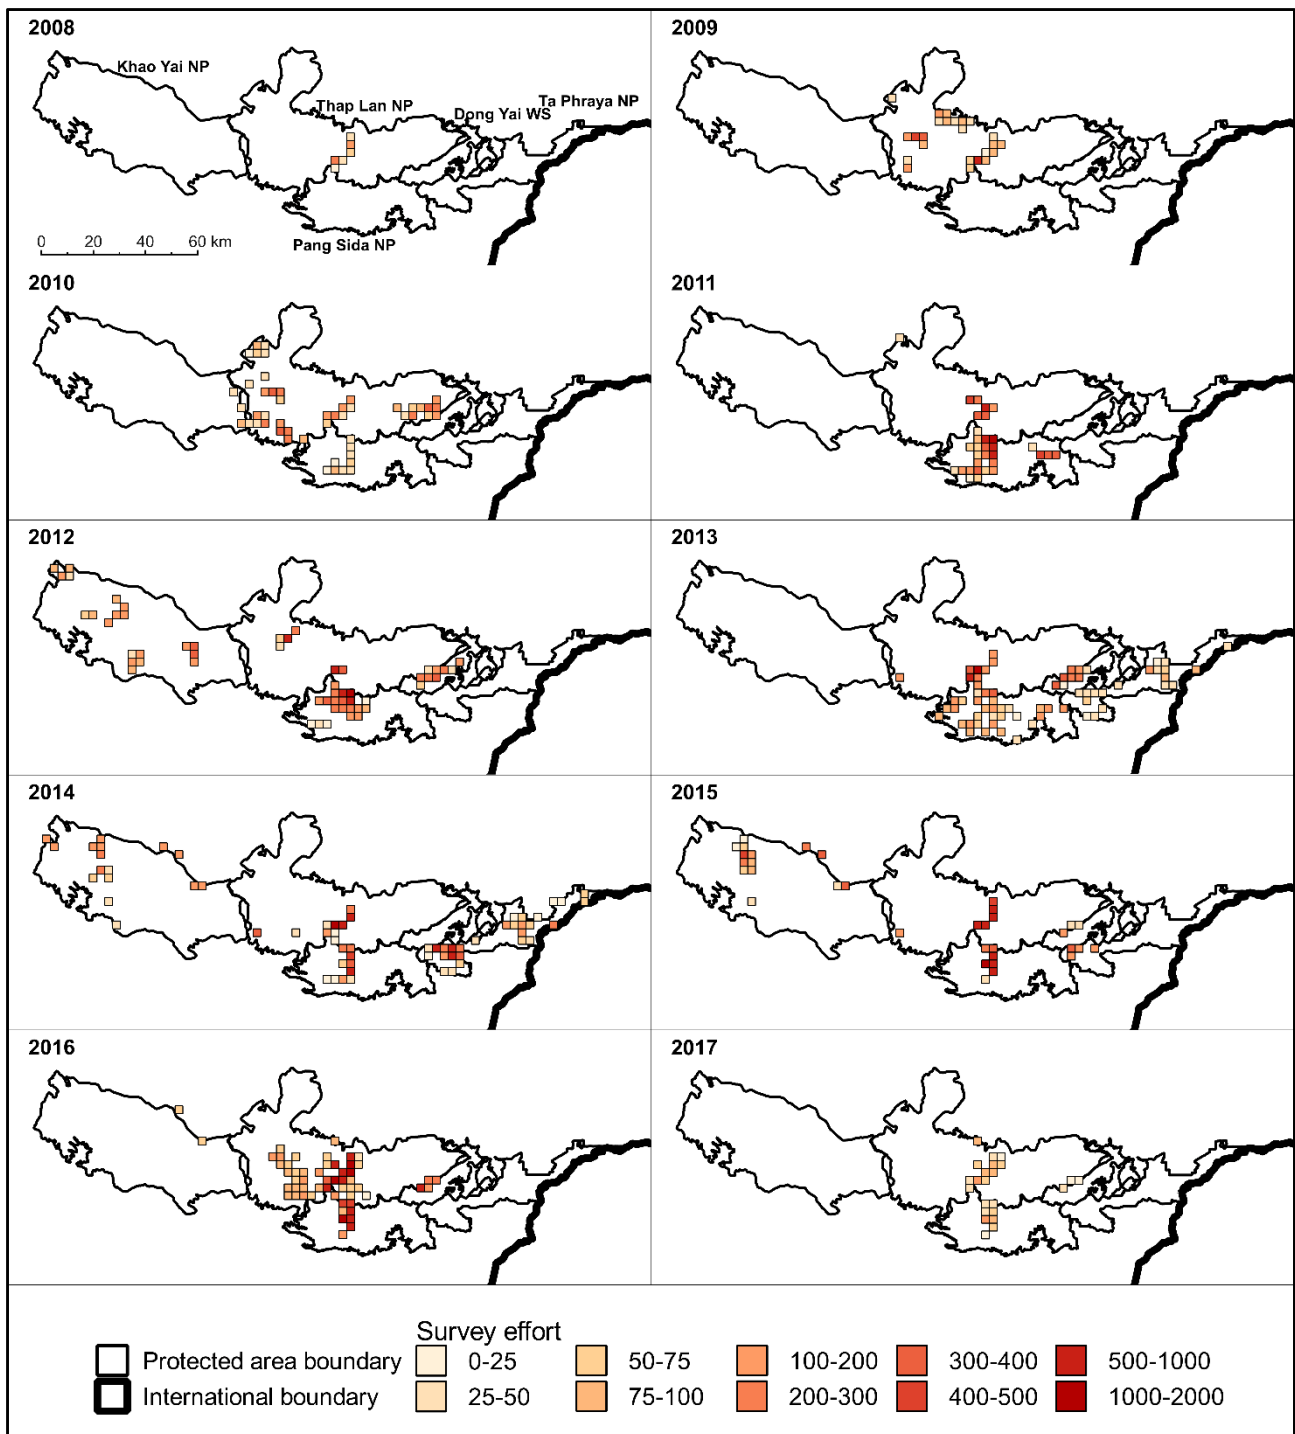 2008
2009
Khao Yai NP
Thap Lan NP
Dong Yai WS
Ta Phraya NP
Pang Sida NP
0 20 40 60 km
2010
2011
2012
2013
2014
2015
2016
2017
Survey effort
Protected area boundary 0-25 50-75 100-200 300-400 500-1000
International boundary 25-50 75-100 200-300 400-500 1000-2000